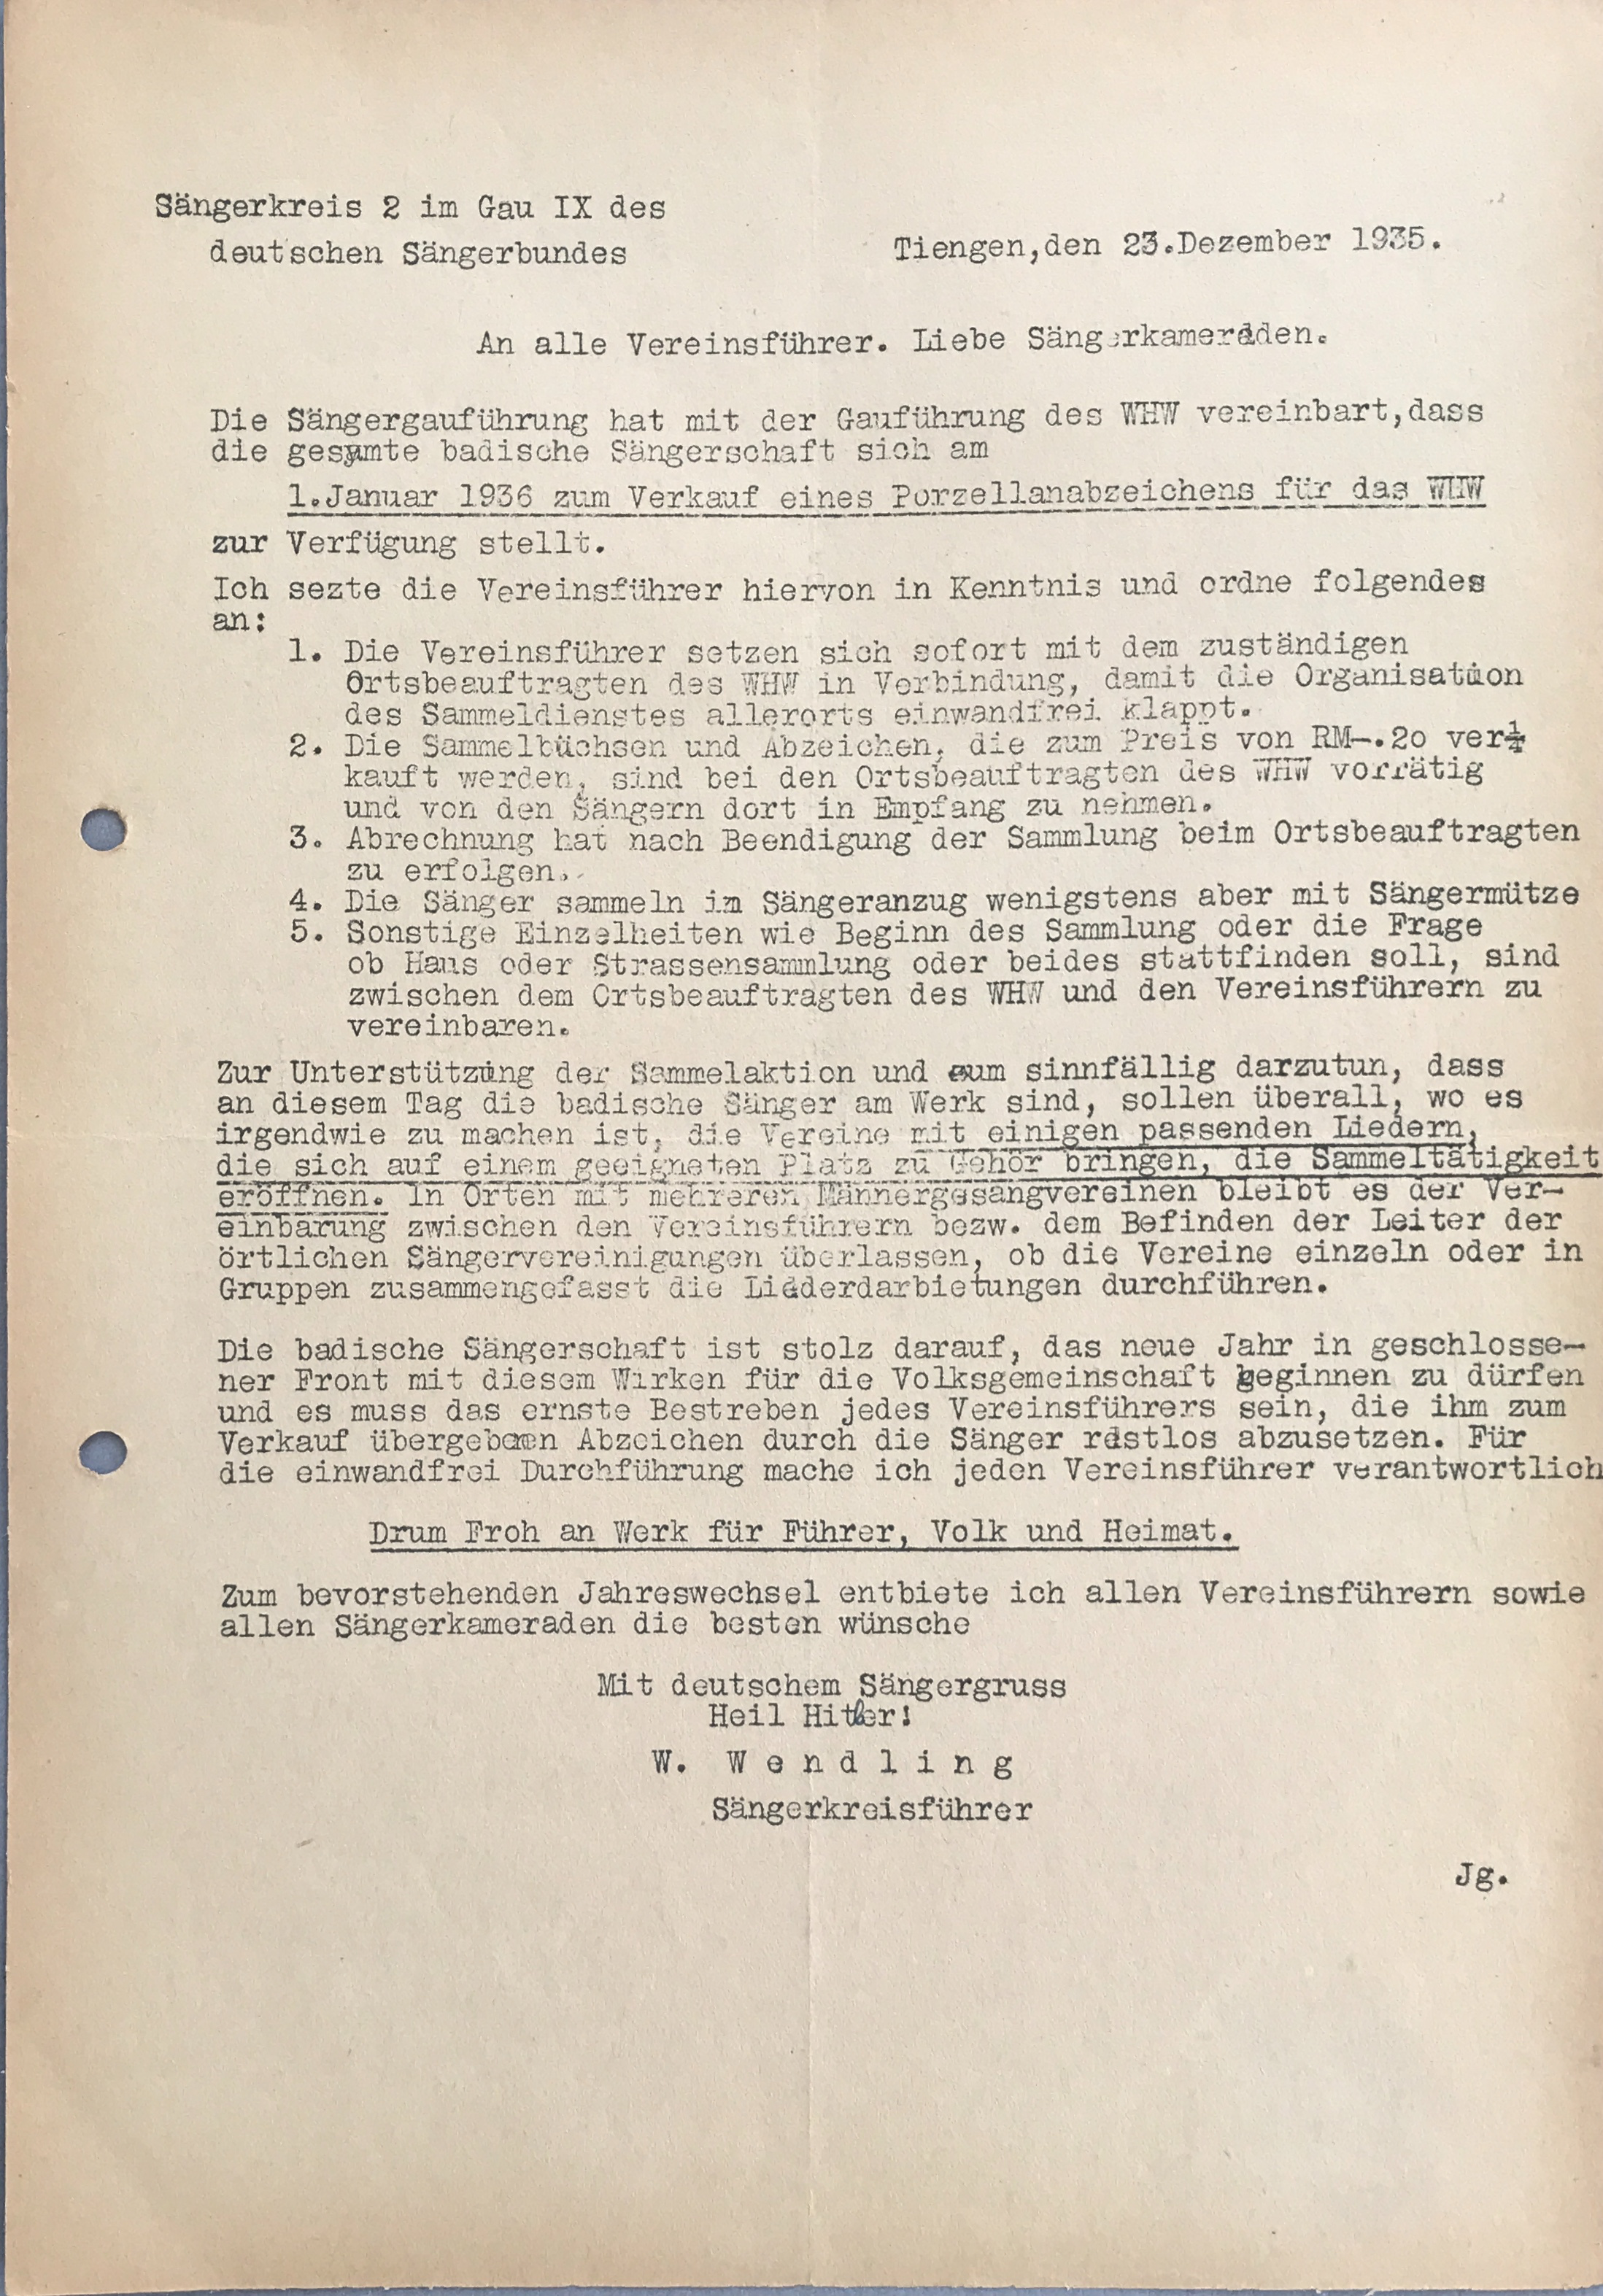 Sängerkreis 2 im Gau IX des
deutschen Sängerbundes
Tiengen,den 23.Dezember 1935.
An alle Vereinsführer. Liebe Sängerkameraden.
Die Sängergauführung hat mit der Gauführung des WHW vereinbart,dass
die gesamte badische Sängerschaft sich am
1.Januar 1936 zum Verkauf eines Porzellanabzeichens für das WHW
zur Verfügung stellt.
Ich sezte die Vereinsführer hiervon in Kenntnis und ordne folgendes
an:
1. Die Vereinsführer setzen sich sofort mit dem zuständigen
Ortsbeauftragten des WHW in Verbindung, damit die Organisation
des Sammeldienstes allerorts einwandfrei klappt.
2. Die Sammelbüchsen und Abzeichen, die zum Preis von RM-.20 ver-
kauft werden, sind bei den Ortsbeauftragten des WHW vorrätig
und von den Sängern dort in Empfang zu nehmen.
3. Abrechnung hat nach Beendigung der Sammlung beim Ortsbeauftragten
zu erfolgen.
4. Die Sänger sammeln im Sängeranzug wenigstens aber mit Sängermütze
5. Sonstige Einzelheiten wie Beginn des Sammlung oder die Frage
ob Haus oder Strassensammlung oder beides stattfinden soll, sind
zwischen dem Ortsbeauftragten des WHW und den Vereinsführern zu
vereinbaren.
Zur Unterstützung der Sammelaktion und um sinnfällig darzutun, dass
an diesem Tag die badische Sänger am Werk sind, sollen überall, wo es
irgendwie zu machen ist, die Vereine mit einigen passenden Liedern,
die sich auf einem geeigneten Platz zu Gehör bringen, die Sammeltätigkeit
eröffnen. In Orten mit mehreren Männergesangvereinen bleibt es der Ver-
einbarung zwischen den Vereinsführern bezw. dem Befinden der Leiter der
örtlichen Sängervereinigungen überlassen, ob die Vereine einzeln oder in
Gruppen zusammengefasst die Liederdarbietungen durchführen.
Die badische Sängerschaft ist stolz darauf, das neue Jahr in geschlosse-
ner Front mit diesem Wirken für die Volksgemeinschaft beginnen zu dürfen
und es muss das ernste Bestreben jedes Vereinsführers sein, die ihm zum
Verkauf übergebenen Abzeichen durch die Sänger restlos abzusetzen. Für
die einwandfrei Durchführung mache ich jeden Vereinsführer verantwortlich
Drum Froh an Werk für Führer, Volk und Heimat.
Zum bevorstehenden Jahreswechsel entbiete ich allen Vereinsführern sowie
allen Sängerkameraden die besten wünsche
Mit deutschem Sängergruss
Heil Hitler!
W. Wendling
Sängerkreisführer
Jg.